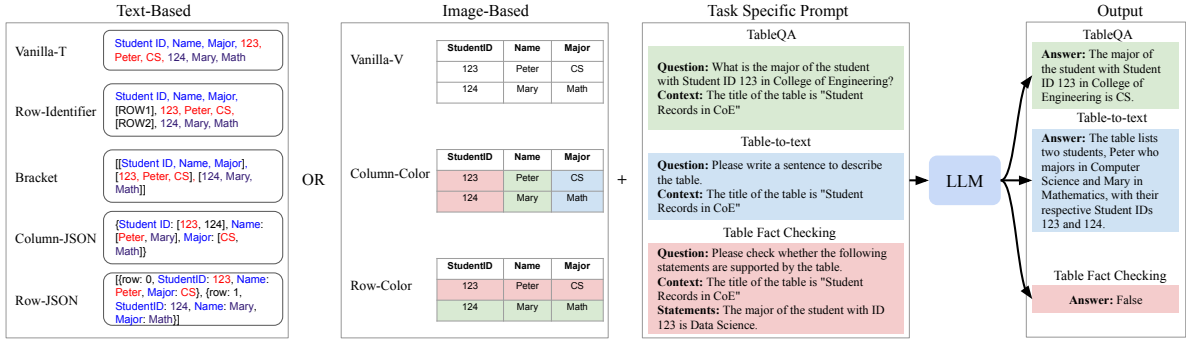 Text-Based
Vanilla-T
Student ID, Name, Major, 123,
Peter, CS, 124, Mary, Math
Row-Identifier
Student ID, Name, Major,
[ROW1], 123, Peter, CS,
[ROW2], 124, Mary, Math
Bracket
[[Student ID, Name, Major],
[123, Peter, CS], [124, Mary,
Math]]
Column-JSON
{Student ID: [123, 124], Name:
[Peter, Mary], Major: [CS,
Math]}
Row-JSON
[{row: 0, StudentID: 123, Name:
Peter, Major: CS}, {row: 1,
StudentID: 124, Name: Mary,
Major: Math}]
OR
Image-Based
Vanilla-V
StudentID Name Major
123 Peter CS
124 Mary Math
Column-Color
StudentID Name Major
123 Peter CS
124 Mary Math
Row-Color
StudentID Name Major
123 Peter CS
124 Mary Math
+
Task Specific Prompt
TableQA
Question: What is the major of the student
with Student ID 123 in College of Engineering?
Context: The title of the table is "Student
Records in CoE"
Table-to-text
Question: Please write a sentence to describe
the table.
Context: The title of the table is "Student
Records in CoE"
Table Fact Checking
Question: Please check whether the following
statements are supported by the table.
Context: The title of the table is "Student
Records in CoE"
Statements: The major of the student with ID
123 is Data Science.
LLM
Output
TableQA
Answer: The major of
the student with Student
ID 123 in College of
Engineering is CS.
Table-to-text
Answer: The table lists
two students, Peter who
majors in Computer
Science and Mary in
Mathematics, with their
respective Student IDs
123 and 124.
Table Fact Checking
Answer: False